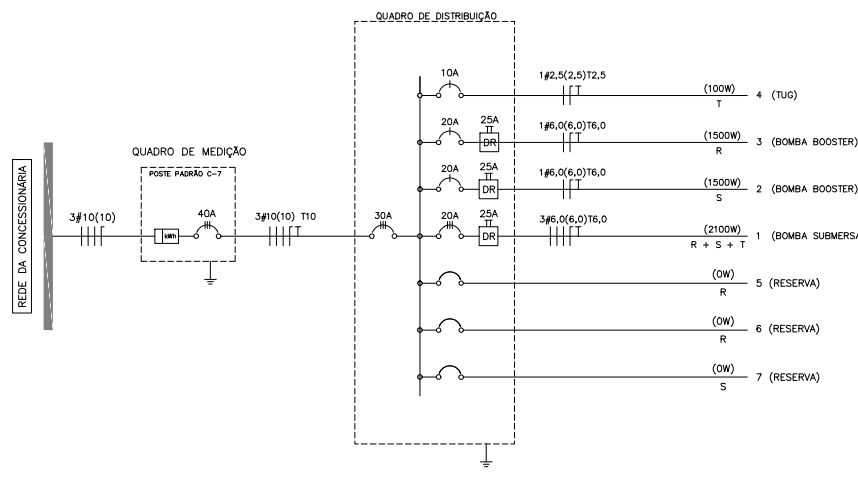 QUADRO DE DISTRIBUIÇÃO
10A
1#2,5(2,5)T2,5
(100W)
T
4 (TUG)
20A
25A
DR
1#6,0(6,0)T6,0
(1500W)
R
3 (BOMBA BOOSTER)
20A
25A
DR
1#6,0(6,0)T6,0
(1500W)
S
2 (BOMBA BOOSTER)
REDE DA CONCESSIONÁRIA
3#10(10)
QUADRO DE MEDIÇÃO
POSTE PADRÃO C-7
kWh
40A
3#10(10) T10
30A
20A
25A
DR
3#6,0(6,0)T6,0
(2100W)
R + S + T
1 (BOMBA SUBMERSA
(0W)
R
5 (RESERVA)
(0W)
R
6 (RESERVA)
(0W)
S
7 (RESERVA)